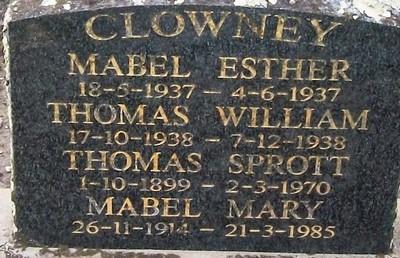 CLOWNEY
MABEL ESTHER
18-5-1937 - 4-6-1937
THOMAS WILLIAM
17-10-1938 - 7-12-1938
THOMAS SPROTT
1-10-1899 - 2-3-1970
MABEL MARY
26-11-1914 - 21-3-1985